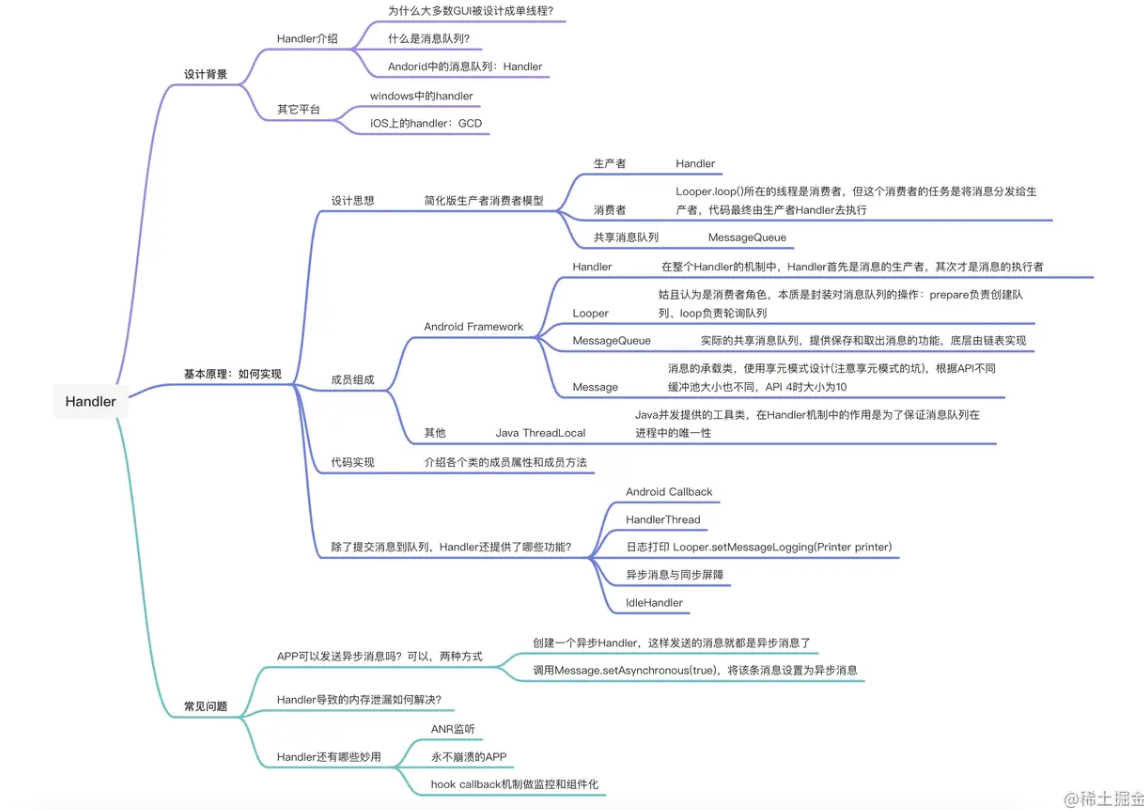 Handler
设计背景
Handler介绍
为什么大多数GUI被设计成单线程?
什么是消息队列?
Andorid中的消息队列：Handler
其它平台
windows中的handler
iOS上的handler：GCD
基本原理：如何实现
设计思想
简化版生产者消费者模型
生产者
Handler
消费者
Looper.loop()所在的线程是消费者，但这个消费者的任务是将消息分发给生
产者，代码最终由生产者Handler去执行
共享消息队列
MessageQueue
成员组成
Android Framework
Handler
在整个Handler的机制中，Handler首先是消息的生产者，其次才是消息的执行者
Looper
姑且认为是消费者角色，本质是封装对消息队列的操作：prepare负责创建队
列、loop负责轮询队列
MessageQueue
实际的共享消息队列，提供保存和取出消息的功能，底层由链表实现
Message
消息的承载类，使用享元模式设计(注意享元模式的坑)，根据API不同
缓冲池大小也不同，API 4时大小为10
其他
Java ThreadLocal
Java并发提供的工具类，在Handler机制中的作用是为了保证消息队列在
进程中的唯一性
代码实现
介绍各个类的成员属性和成员方法
除了提交消息到队列，Handler还提供了哪些功能?
Android Callback
HandlerThread
日志打印 Looper.setMessageLogging(Printer printer)
异步消息与同步屏障
IdleHandler
常见问题
APP可以发送异步消息吗？可以，两种方式
创建一个异步Handler，这样发送的消息就都是异步消息了
调用Message.setAsynchronous(true)，将该条消息设置为异步消息
Handler导致的内存泄漏如何解决?
Handler还有哪些妙用
ANR监听
永不崩溃的APP
hook callback机制做监控和组件化
@稀土掘金